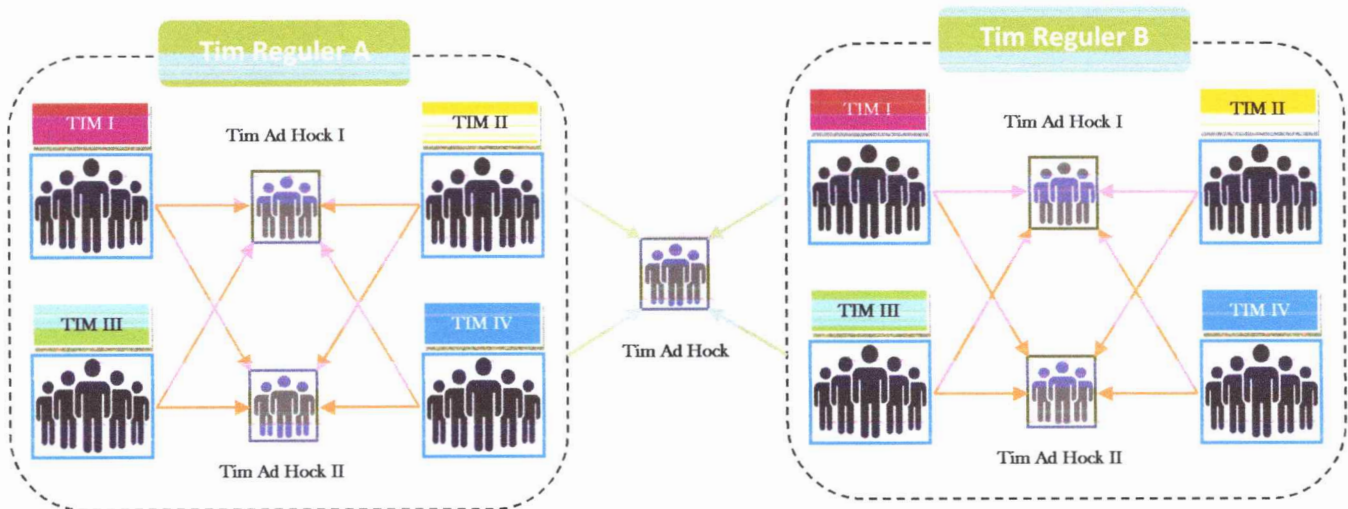 Tim Reguler A
TIM I
Tim Ad Hock I
TIM II
TIM III
TIM IV
Tim Ad Hock II
Tim Ad Hock
Tim Reguler B
TIM I
Tim Ad Hock I
TIM II
TIM III
TIM IV
Tim Ad Hock II